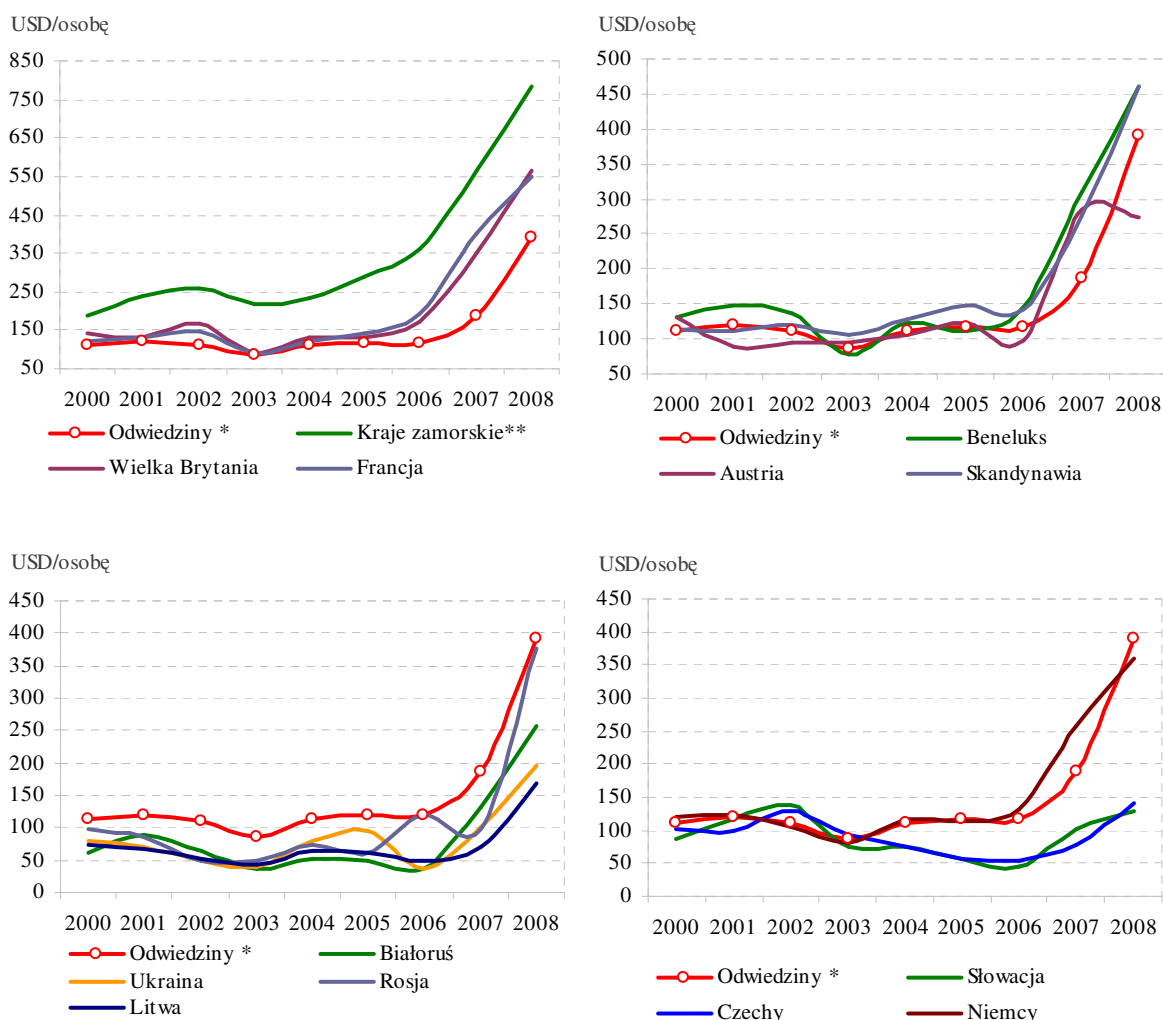 USD/osobę
850
750
650
550
450
350
250
150
50
2000 2001 2002 2003 2004 2005 2006 2007 2008
Odwiedziny * Kraje zamorskie**
Wielka Brytania Francja
USD/osobę
500
450
400
350
300
250
200
150
100
50
2000 2001 2002 2003 2004 2005 2006 2007 2008
Odwiedziny * Beneluks
Austria Skandynawia
USD/osobę
450
400
350
300
250
200
150
100
50
0
2000 2001 2002 2003 2004 2005 2006 2007 2008
Odwiedziny * Białoruś
Ukraina Rosja
Litwa
USD/osobę
450
400
350
300
250
200
150
100
50
0
2000 2001 2002 2003 2004 2005 2006 2007 2008
Odwiedziny * Słowacja
Czechy Niemcy